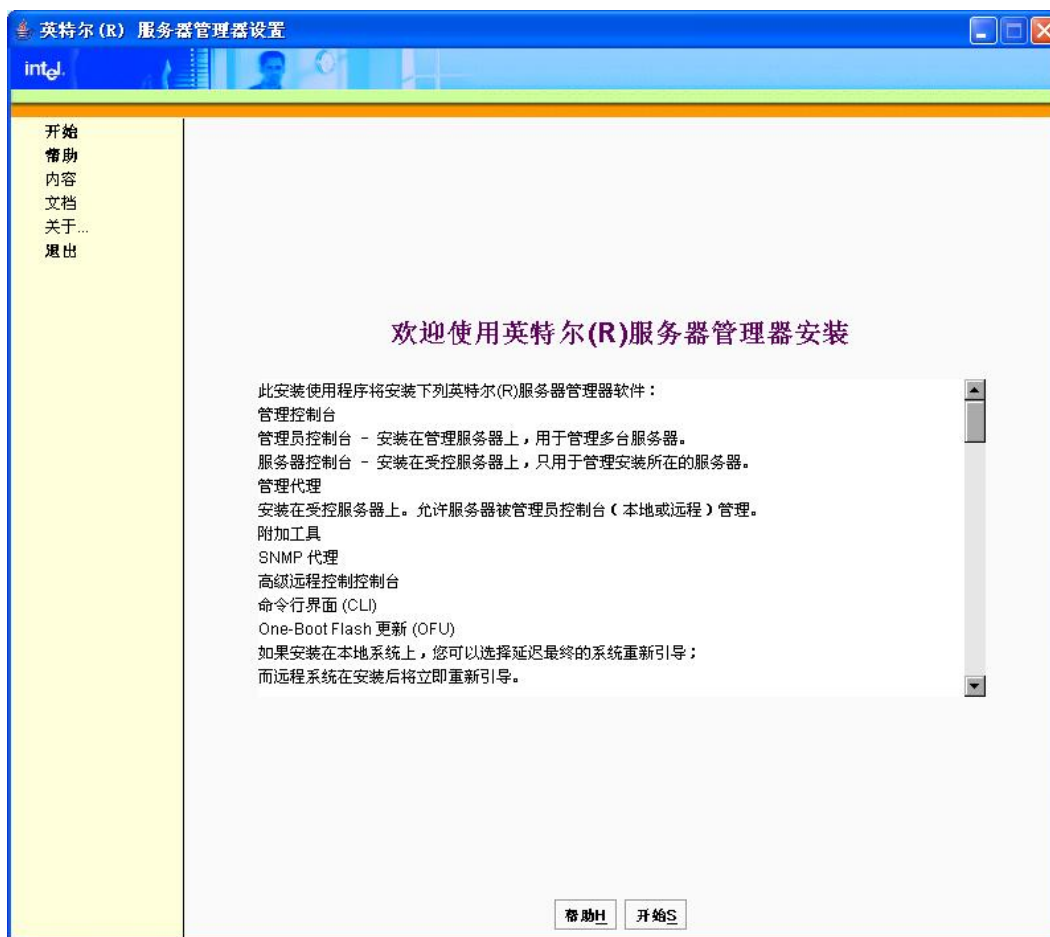 英特尔(R) 服务器管理器设置
intel.
开始
帮助
内容
文档
关于...
退出
欢迎使用英特尔(R)服务器管理器安装
此安装使用程序将安装下列英特尔(R)服务器管理器软件：
管理控制台
管理员控制台 - 安装在管理服务器上，用于管理多台服务器。
服务器控制台 - 安装在受控服务器上，只用于管理安装所在的服务器。
管理代理
安装在受控服务器上。允许服务器被管理员控制台（本地或远程）管理。
附加工具
SNMP 代理
高级远程控制控制台
命令行界面 (CLI)
One-Boot Flash 更新 (OFU)
如果安装在本地系统上，您可以选择延迟最终的系统重新引导；
而远程系统在安装后将立即重新引导。
帮助H 开始S